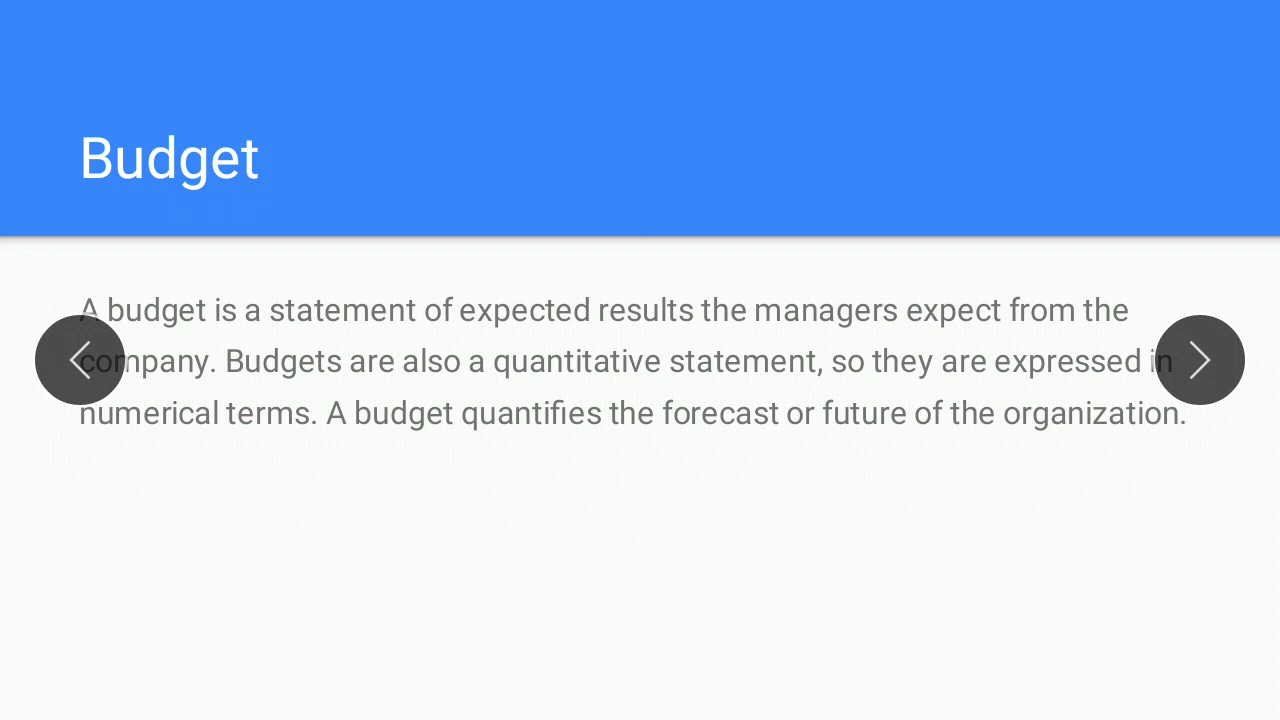 Budget
A budget is a statement of expected results the managers expect from the
company. Budgets are also a quantitative statement, so they are expressed in
numerical terms. A budget quantifies the forecast or future of the organization.